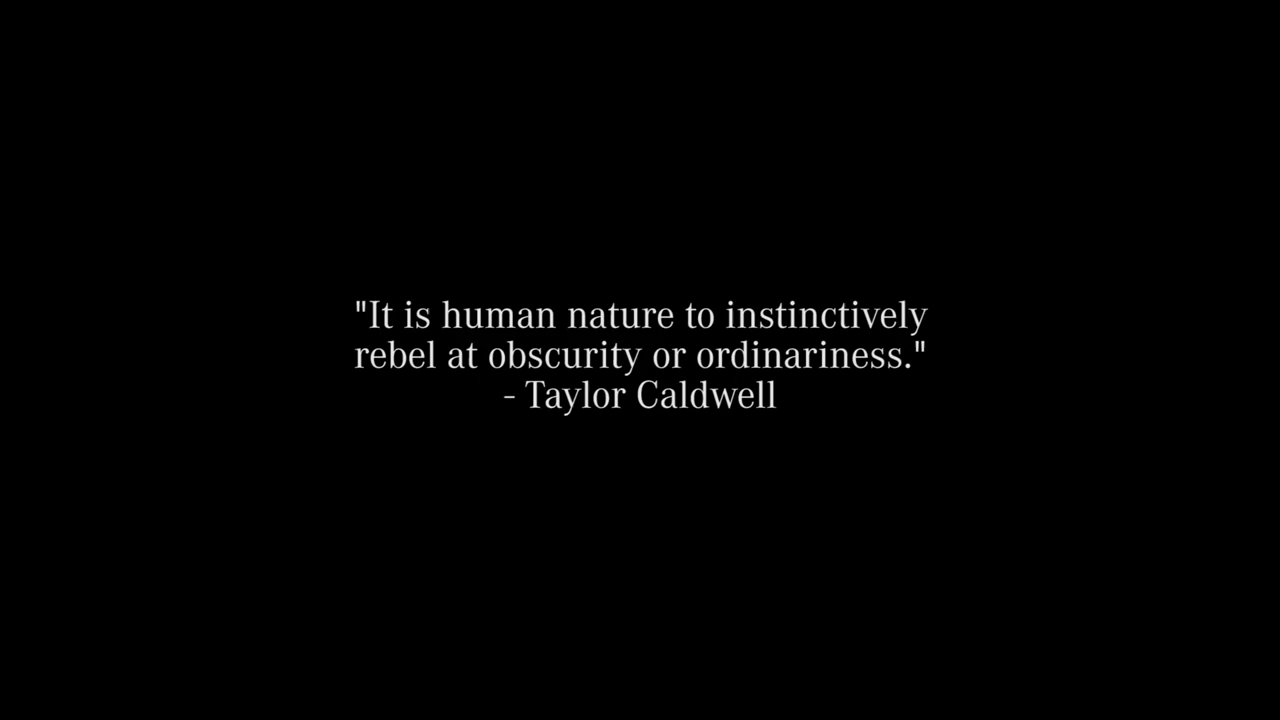 "It is human nature to instinctively
rebel at obscurity or ordinariness."
- Taylor Caldwell